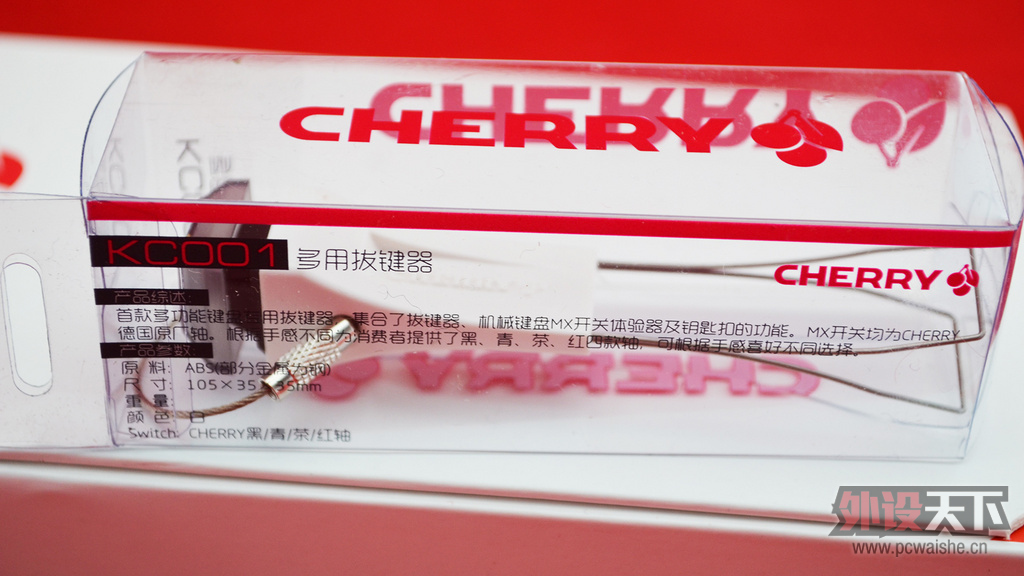 CHERRY
KC001 多用拔键器
CHERRY
产品综述:
首款多功能键盘专用拔键器。集合了拔键器、机械键盘MX开关体验器及钥匙扣的功能。MX开关均为CHERRY
德国原厂轴。根据手感不同为消费者提供了黑、青、茶、红四款轴，可根据手感喜好不同选择。
产品参数:
原 料: ABS(部分金属为钢)
尺 寸: 105×35×35mm
重 量:
颜 色: 白
Switch: CHERRY黑/青/茶/红轴
CHERRY
CHERRY
外设天下
www.pcwaishe.cn